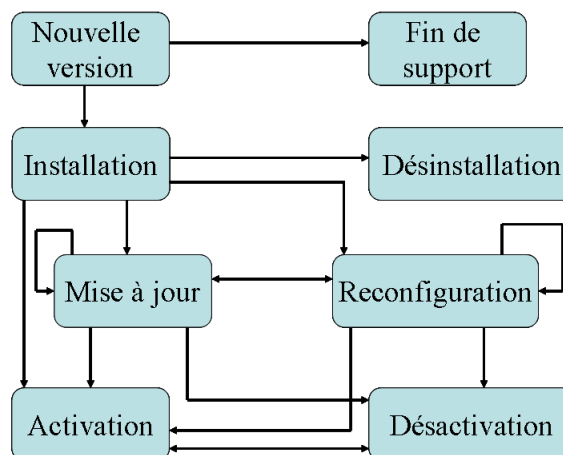 Nouvelle
version
Fin de
support
Installation
Désinstallation
Mise à jour
Reconfiguration
Activation
Désactivation